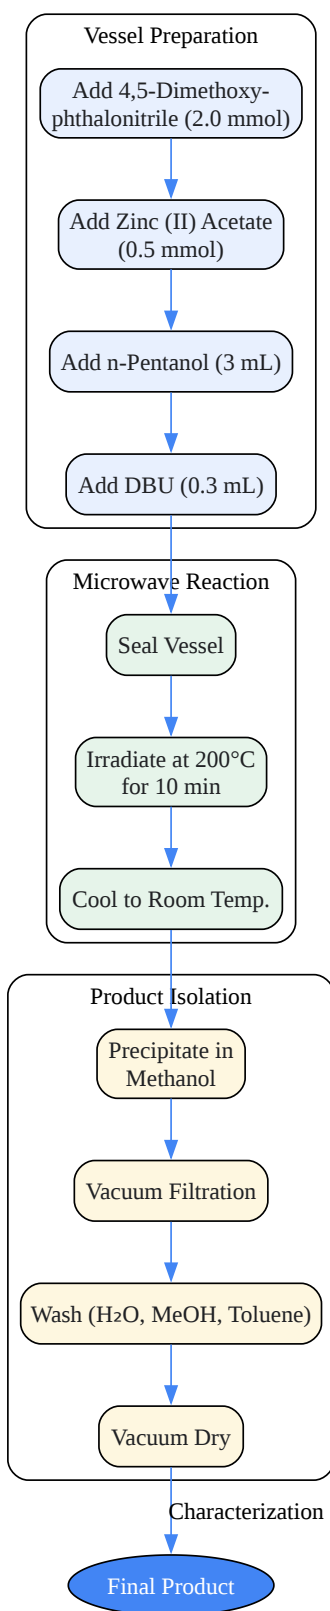 Vessel Preparation
Add 4,5-Dimethoxy-
phthalonitrile (2.0 mmol)
Add Zinc (II) Acetate
(0.5 mmol)
Add n-Pentanol (3 mL)
Add DBU (0.3 mL)
Microwave Reaction
Seal Vessel
Irradiate at 200°C
for 10 min
Cool to Room Temp.
Product Isolation
Precipitate in
Methanol
Vacuum Filtration
Wash (H₂O, MeOH, Toluene)
Vacuum Dry
Characterization
Final Product